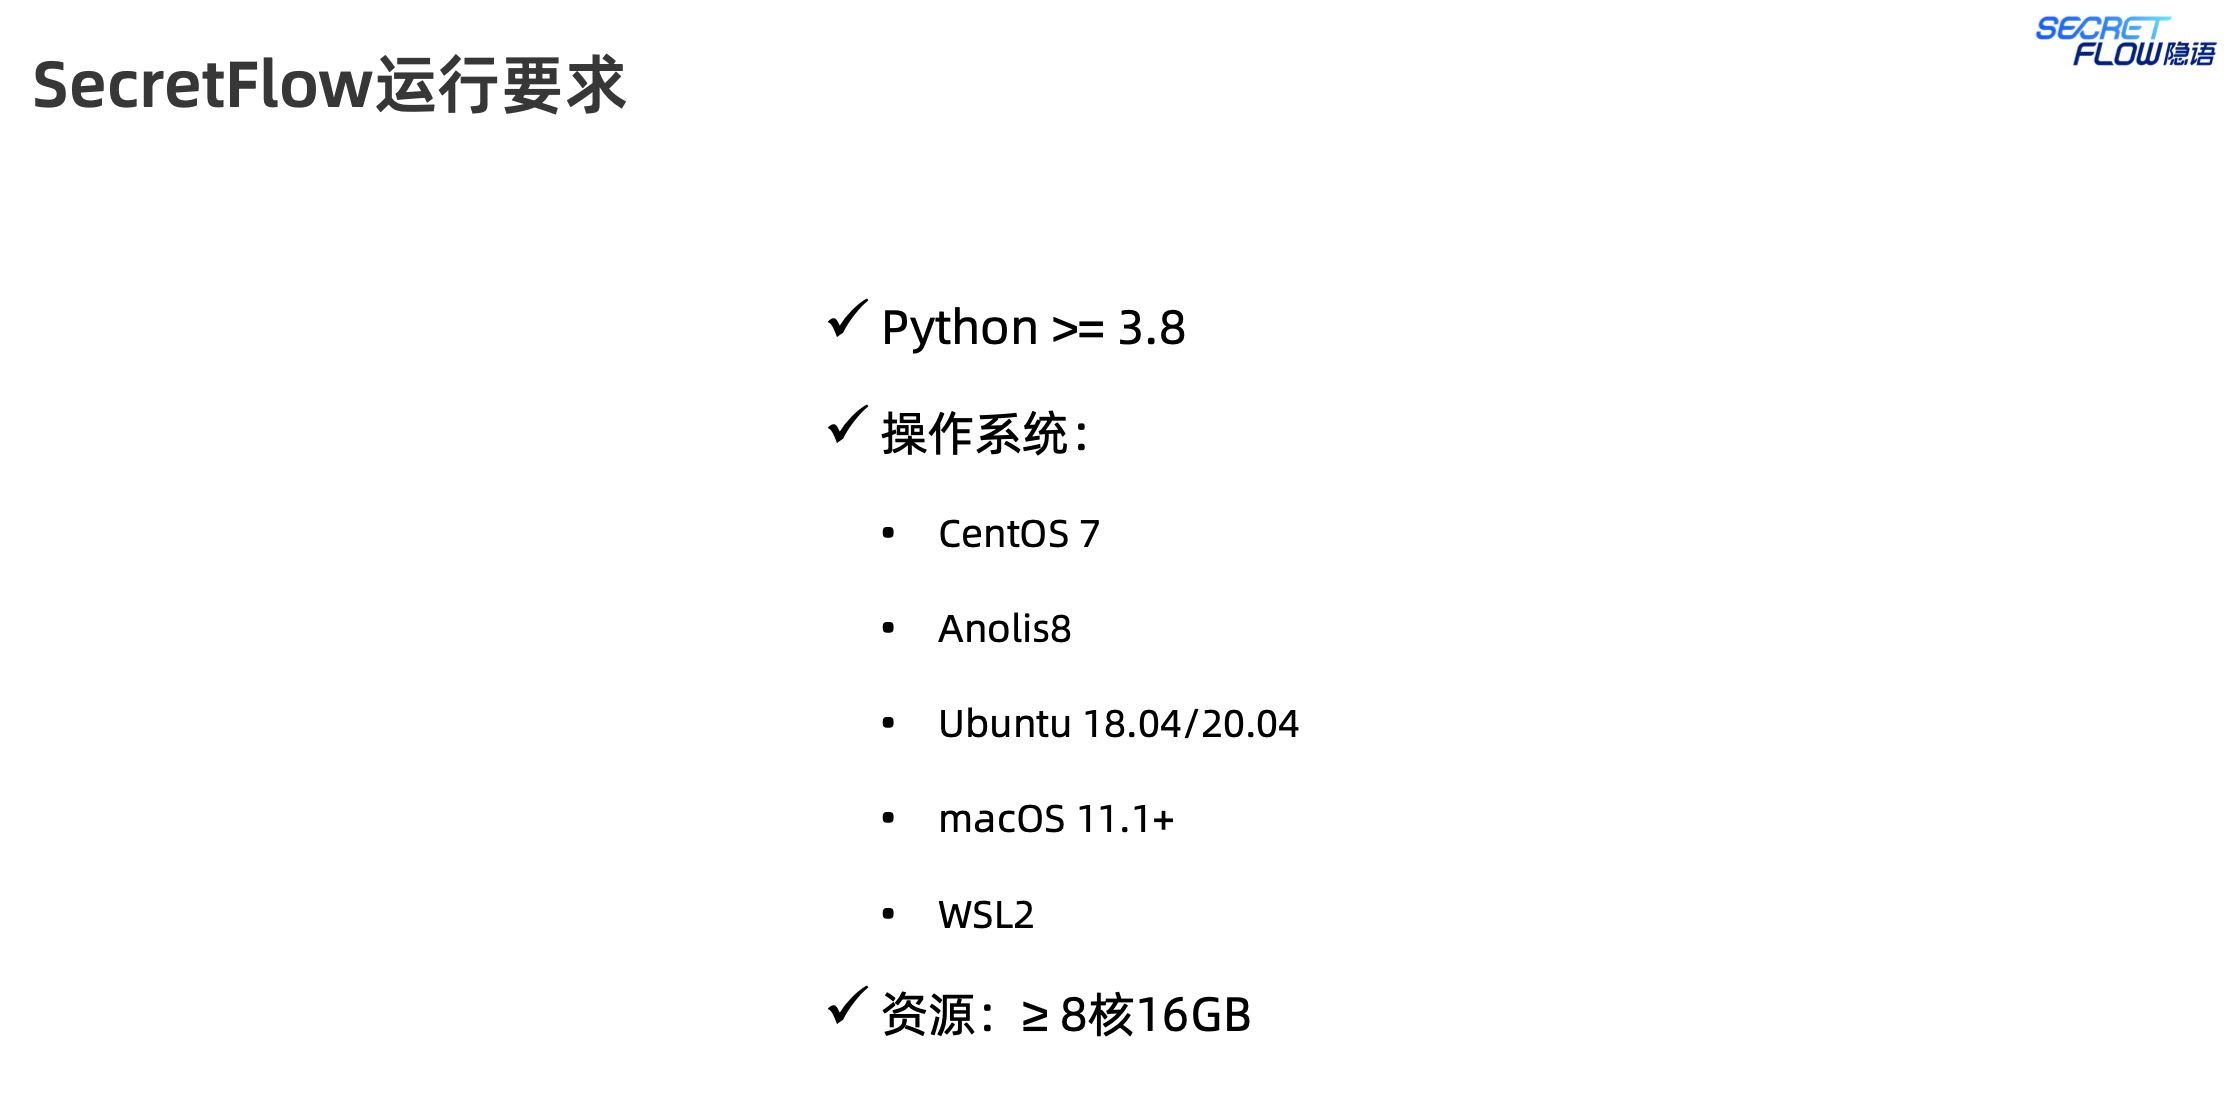 SecretFlow运行要求
SECRET
FLOW隐语
✓ Python >= 3.8
✓ 操作系统：
• CentOS 7
• Anolis8
• Ubuntu 18.04/20.04
• macOS 11.1+
• WSL2
✓ 资源：≥ 8核16GB